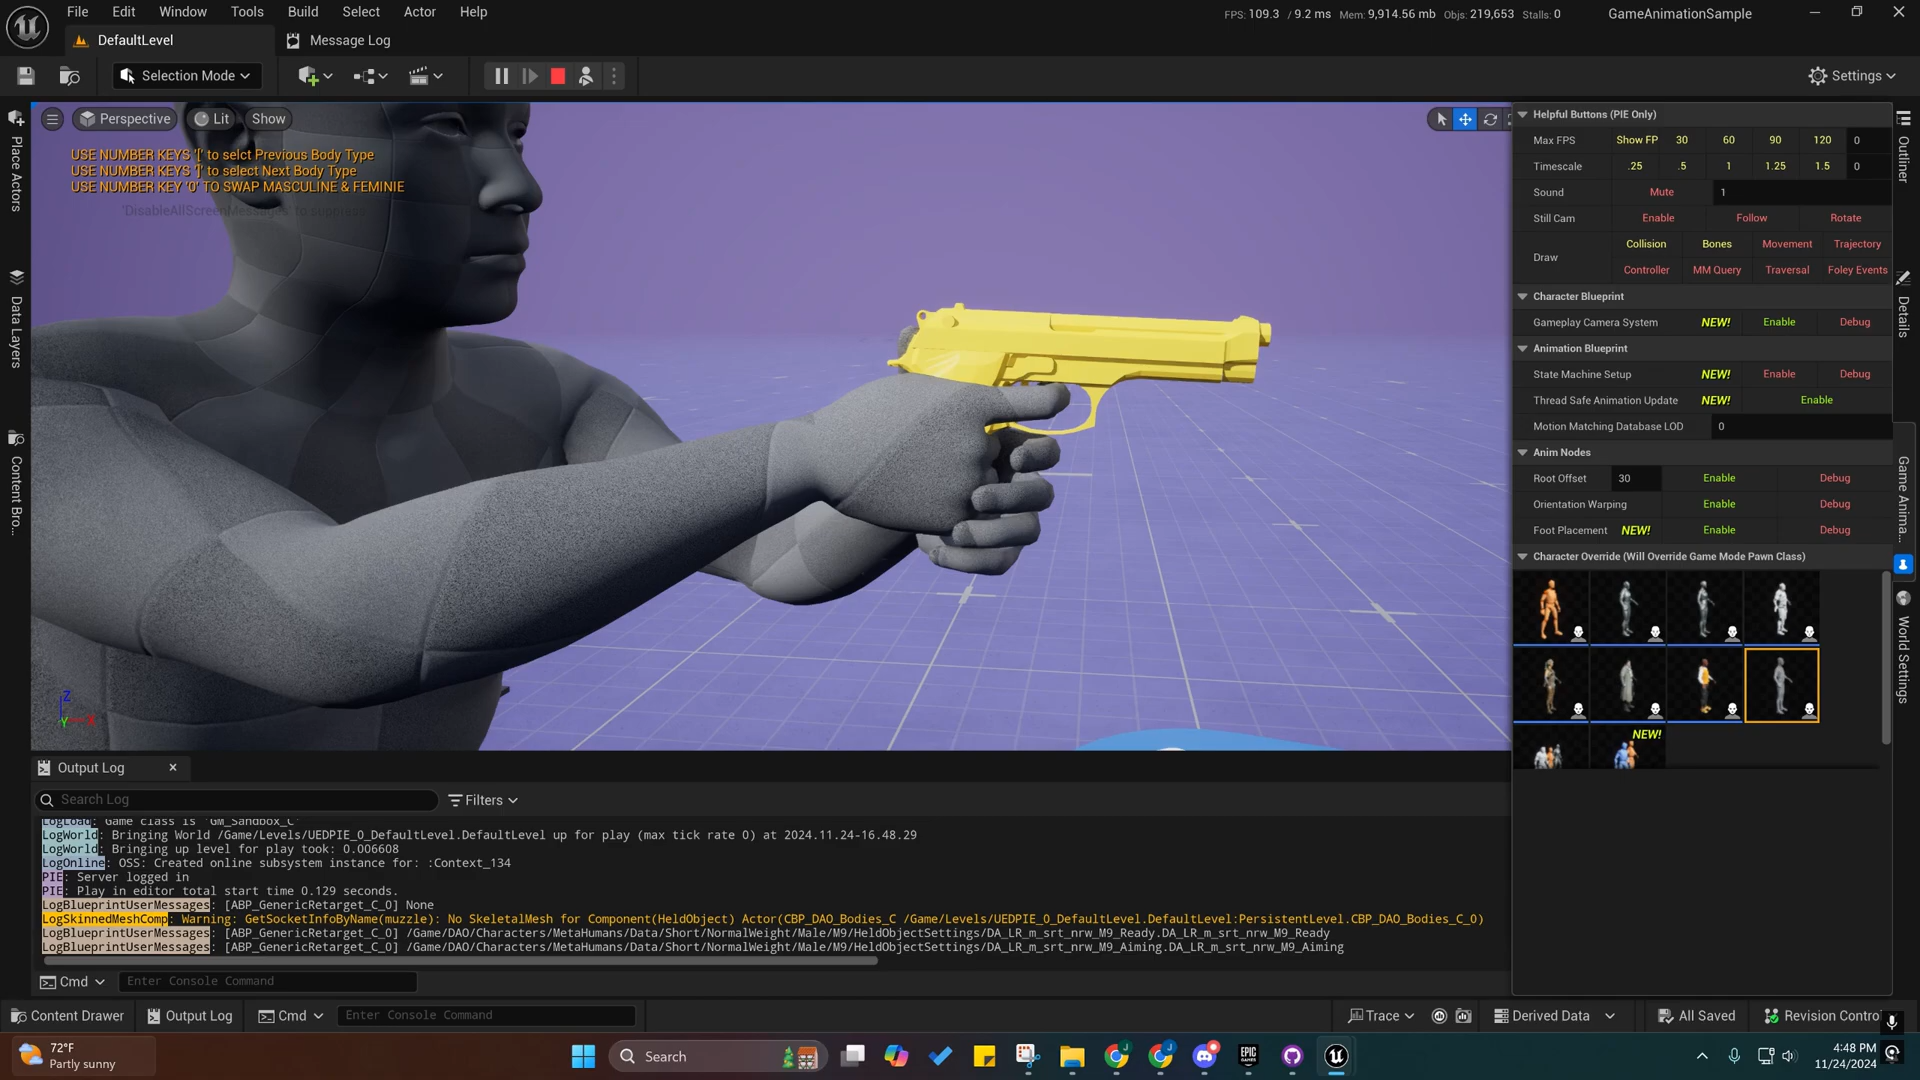 File Edit Window Tools Build Select Actor Help
FPS: 109.3 / 9.2 ms Mem: 9,914.56 mb Objs: 219,653 Stalls: 0 GameAnimationSample
DefaultLevel Message Log
Selection Mode
Settings
Perspective Lit Show
USE NUMBER KEYS '[' to selct Previous Body Type
USE NUMBER KEYS ']' to select Next Body Type
USE NUMBER KEY '0' TO SWAP MASCULINE & FEMINIE
'DisableAllScreenMessages' to suppress
Place Actors
Data Layers
Content Bro...
Z
Y X
Helpful Buttons (PIE Only)
Max FPS Show FP 30 60 90 120 0
Timescale .25 .5 1 1.25 1.5 0
Sound Mute 1
Still Cam Enable Follow Rotate
Collision Bones Movement Trajectory
Draw
Controller MM Query Traversal Foley Events
Character Blueprint
Gameplay Camera System NEW! Enable Debug
Animation Blueprint
State Machine Setup NEW! Enable Debug
Thread Safe Animation Update NEW! Enable
Motion Matching Database LOD 0
Anim Nodes
Root Offset 30 Enable Debug
Orientation Warping Enable Debug
Foot Placement NEW! Enable Debug
Character Override (Will Override Game Mode Pawn Class)
NEW!
Outliner
Details
Game Anima...
World Settings
Output Log
Search Log Filters
LogLoad: Game class is 'GM_Sandbox_C'
LogWorld: Bringing World /Game/Levels/UEDPIE_0_DefaultLevel.DefaultLevel up for play (max tick rate 0) at 2024.11.24-16.48.29
LogWorld: Bringing up level for play took: 0.006608
LogOnline: OSS: Created online subsystem instance for: :Context_134
PIE: Server logged in
PIE: Play in editor total start time 0.129 seconds.
LogBlueprintUserMessages: [ABP_GenericRetarget_C_0] None
LogSkinnedMeshComp: Warning: GetSocketInfoByName(muzzle): No SkeletalMesh for Component(HeldObject) Actor(CBP_DAO_Bodies_C /Game/Levels/UEDPIE_0_DefaultLevel.DefaultLevel:PersistentLevel.CBP_DAO_Bodies_C_0)
LogBlueprintUserMessages: [ABP_GenericRetarget_C_0] /Game/DAO/Characters/MetaHumans/Data/Short/NormalWeight/Male/M9/HeldObjectSettings/DA_LR_m_srt_nrw_M9_Ready.DA_LR_m_srt_nrw_M9_Ready
LogBlueprintUserMessages: [ABP_GenericRetarget_C_0] /Game/DAO/Characters/MetaHumans/Data/Short/NormalWeight/Male/M9/HeldObjectSettings/DA_LR_m_srt_nrw_M9_Aiming.DA_LR_m_srt_nrw_M9_Aiming
Cmd Enter Console Command
Content Drawer Output Log Cmd Enter Console Command Trace Derived Data All Saved Revision Contro
72°F
Partly sunny
Search
EPIC GAMES
4:48 PM
11/24/2024